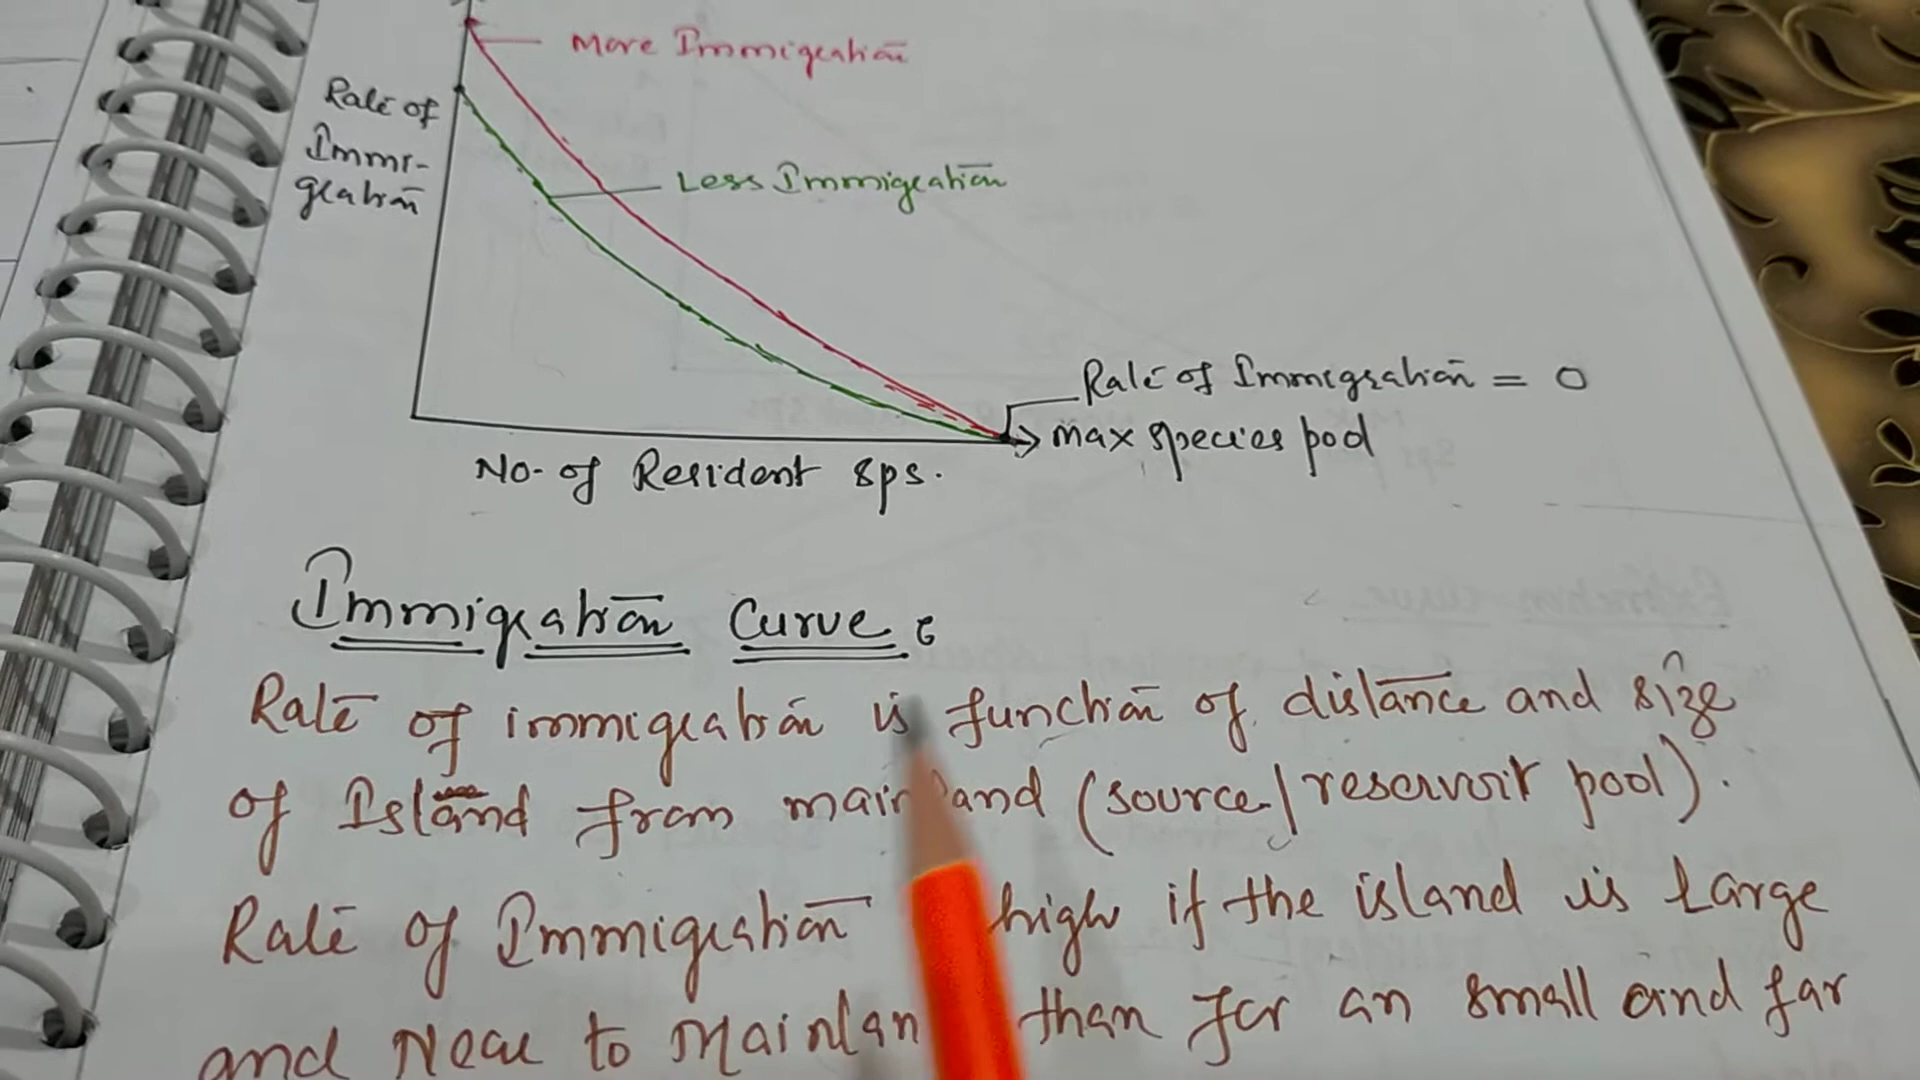 More Immigration
Rate of
Immi-
gration
Less Immigration
Rate of Immigration = 0
max species pool
No. of Resident sps.
Immigration Curve :
Rate of immigration is function of distance and size
of Island from mainland (source/reservoir pool).
Rate of Immigration high if the island is large
and Near to Mainlan than for an small and far